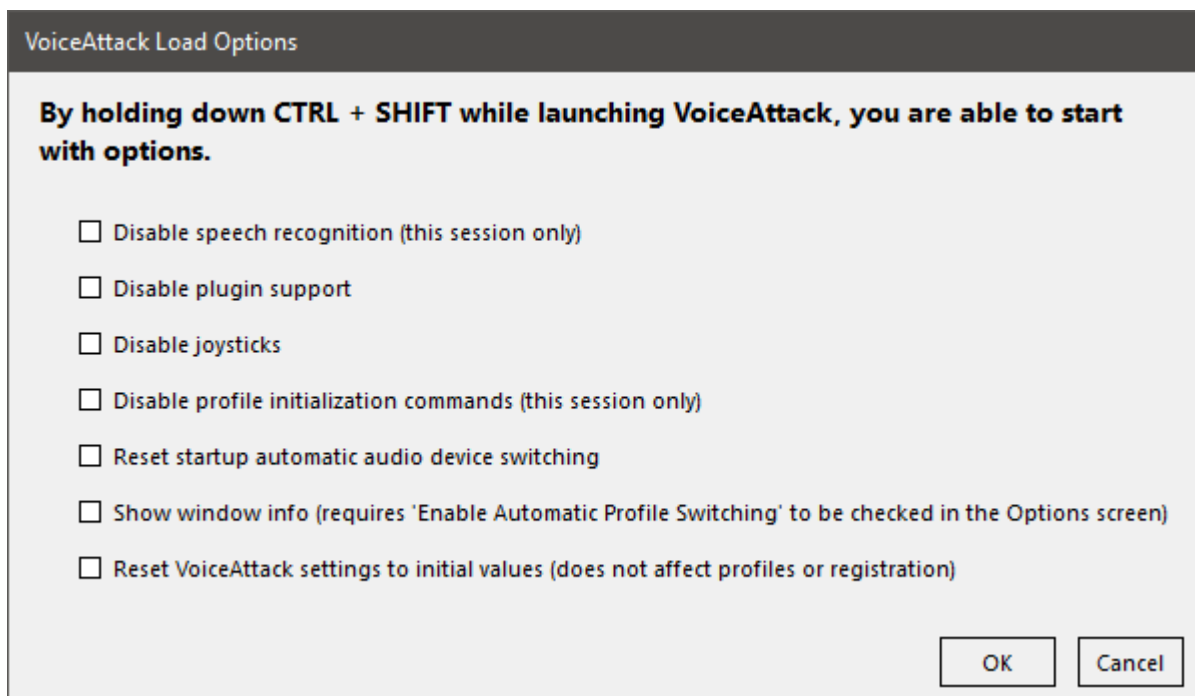 VoiceAttack Load Options
By holding down CTRL + SHIFT while launching VoiceAttack, you are able to start
with options.
Disable speech recognition (this session only)
Disable plugin support
Disable joysticks
Disable profile initialization commands (this session only)
Reset startup automatic audio device switching
Show window info (requires 'Enable Automatic Profile Switching' to be checked in the Options screen)
Reset VoiceAttack settings to initial values (does not affect profiles or registration)
OK
Cancel